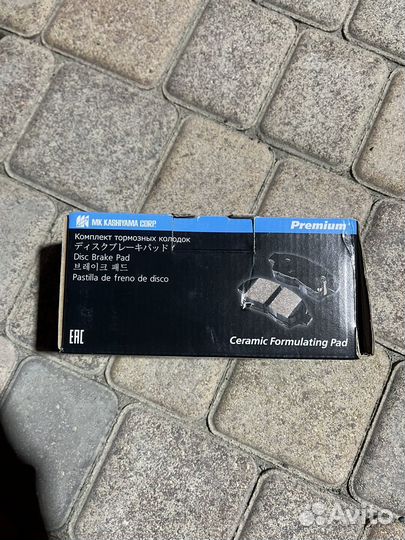 MK KASHIYAMA CORP.
Premium
Комплект тормозных колодок
ディスクブレーキパッド
Disc Brake Pad
브레이크 패드
Pastilla de freno de disco
EAC
Ceramic Formulating Pad
Avito